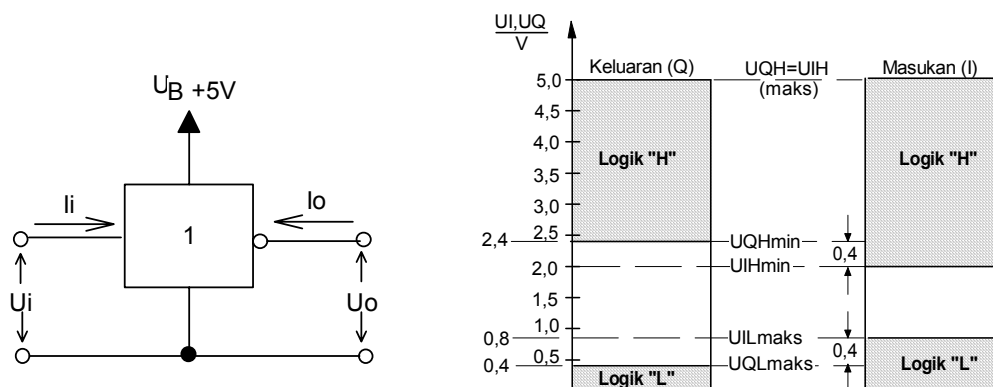 U_B +5V
Ii
Io
1
Ui
Uo
UI,UQ
V
Keluaran (Q)
UQH=UIH
(maks)
Masukan (I)
5,0
4,5
4,0
3,5
3,0
2,5
2,4
2,0
1,5
1,0
0,8
0,5
0,4
Logik "H"
Logik "H"
UQHmin
0,4
UIHmin
UILmaks
0,4
UQLmaks
Logik "L"
Logik "L"